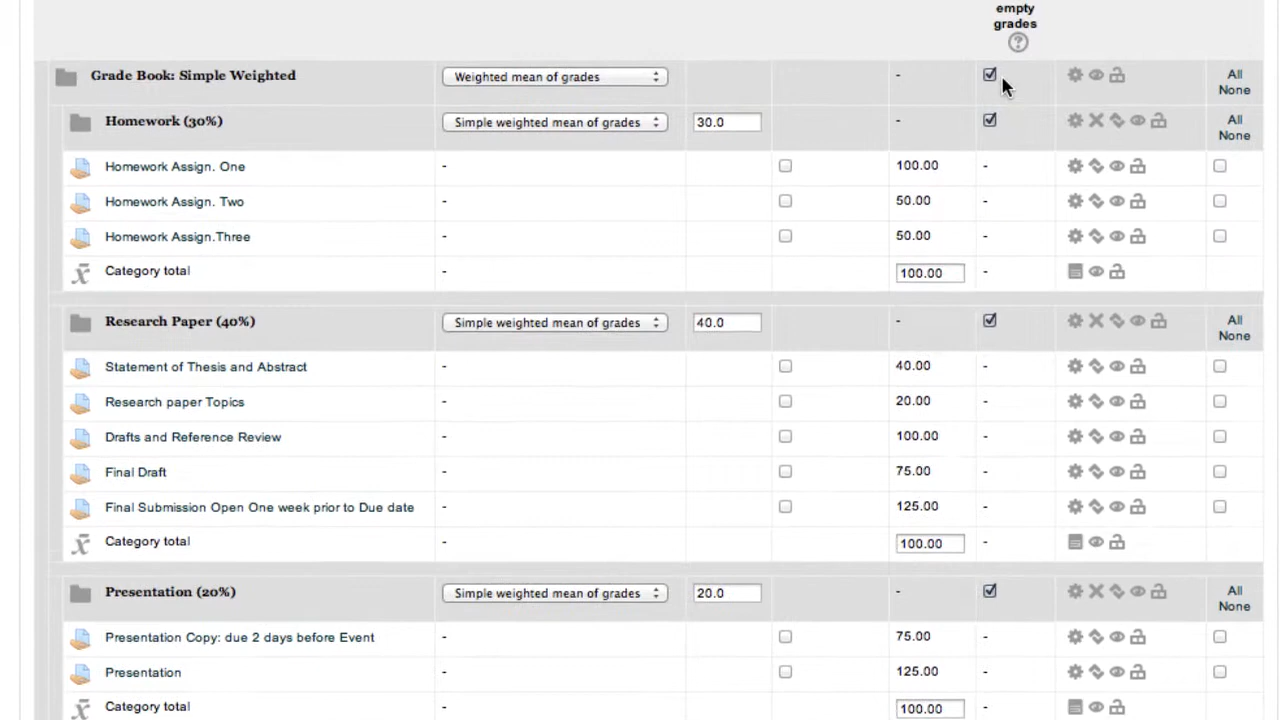 empty
grades
Grade Book: Simple Weighted Weighted mean of grades - All
None
Homework (30%) Simple weighted mean of grades 30.0 - All
None
Homework Assign. One - 100.00 -
Homework Assign. Two - 50.00 -
Homework Assign.Three - 50.00 -
Category total - 100.00 -
Research Paper (40%) Simple weighted mean of grades 40.0 - All
None
Statement of Thesis and Abstract - 40.00 -
Research paper Topics - 20.00 -
Drafts and Reference Review - 100.00 -
Final Draft - 75.00 -
Final Submission Open One week prior to Due date - 125.00 -
Category total - 100.00 -
Presentation (20%) Simple weighted mean of grades 20.0 - All
None
Presentation Copy: due 2 days before Event - 75.00 -
Presentation - 125.00 -
Category total - 100.00 -